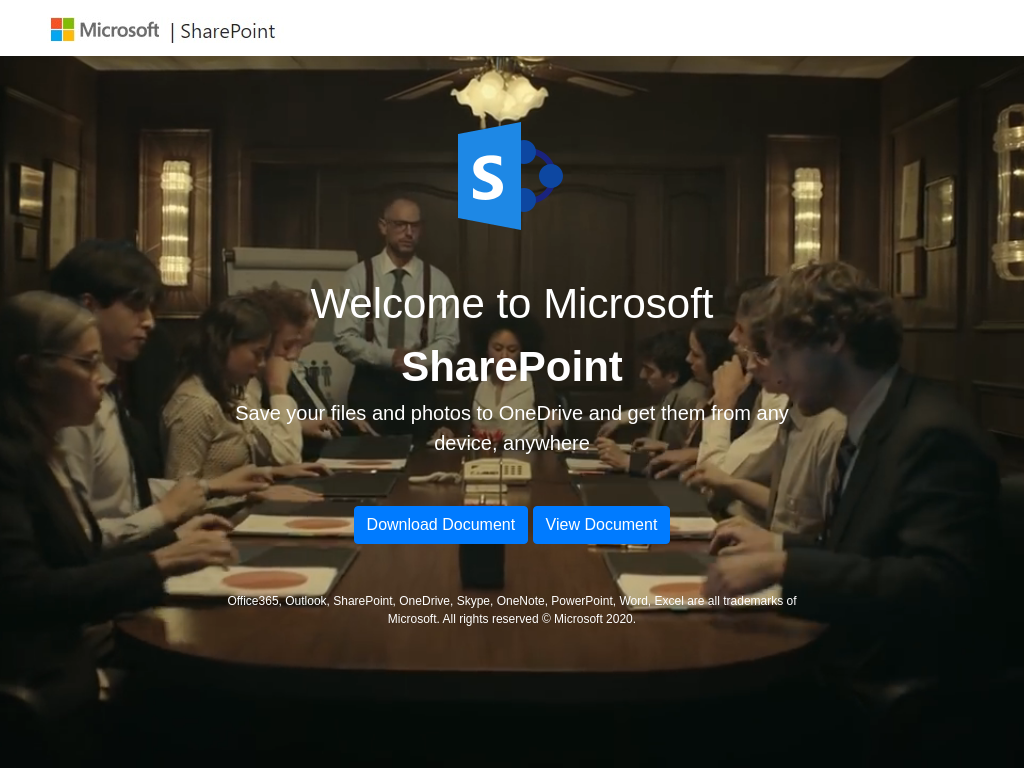 Microsoft | SharePoint
S
Welcome to Microsoft
SharePoint
Save your files and photos to OneDrive and get them from any
device, anywhere
Download Document View Document
Office365, Outlook, SharePoint, OneDrive, Skype, OneNote, PowerPoint, Word, Excel are all trademarks of
Microsoft. All rights reserved © Microsoft 2020.